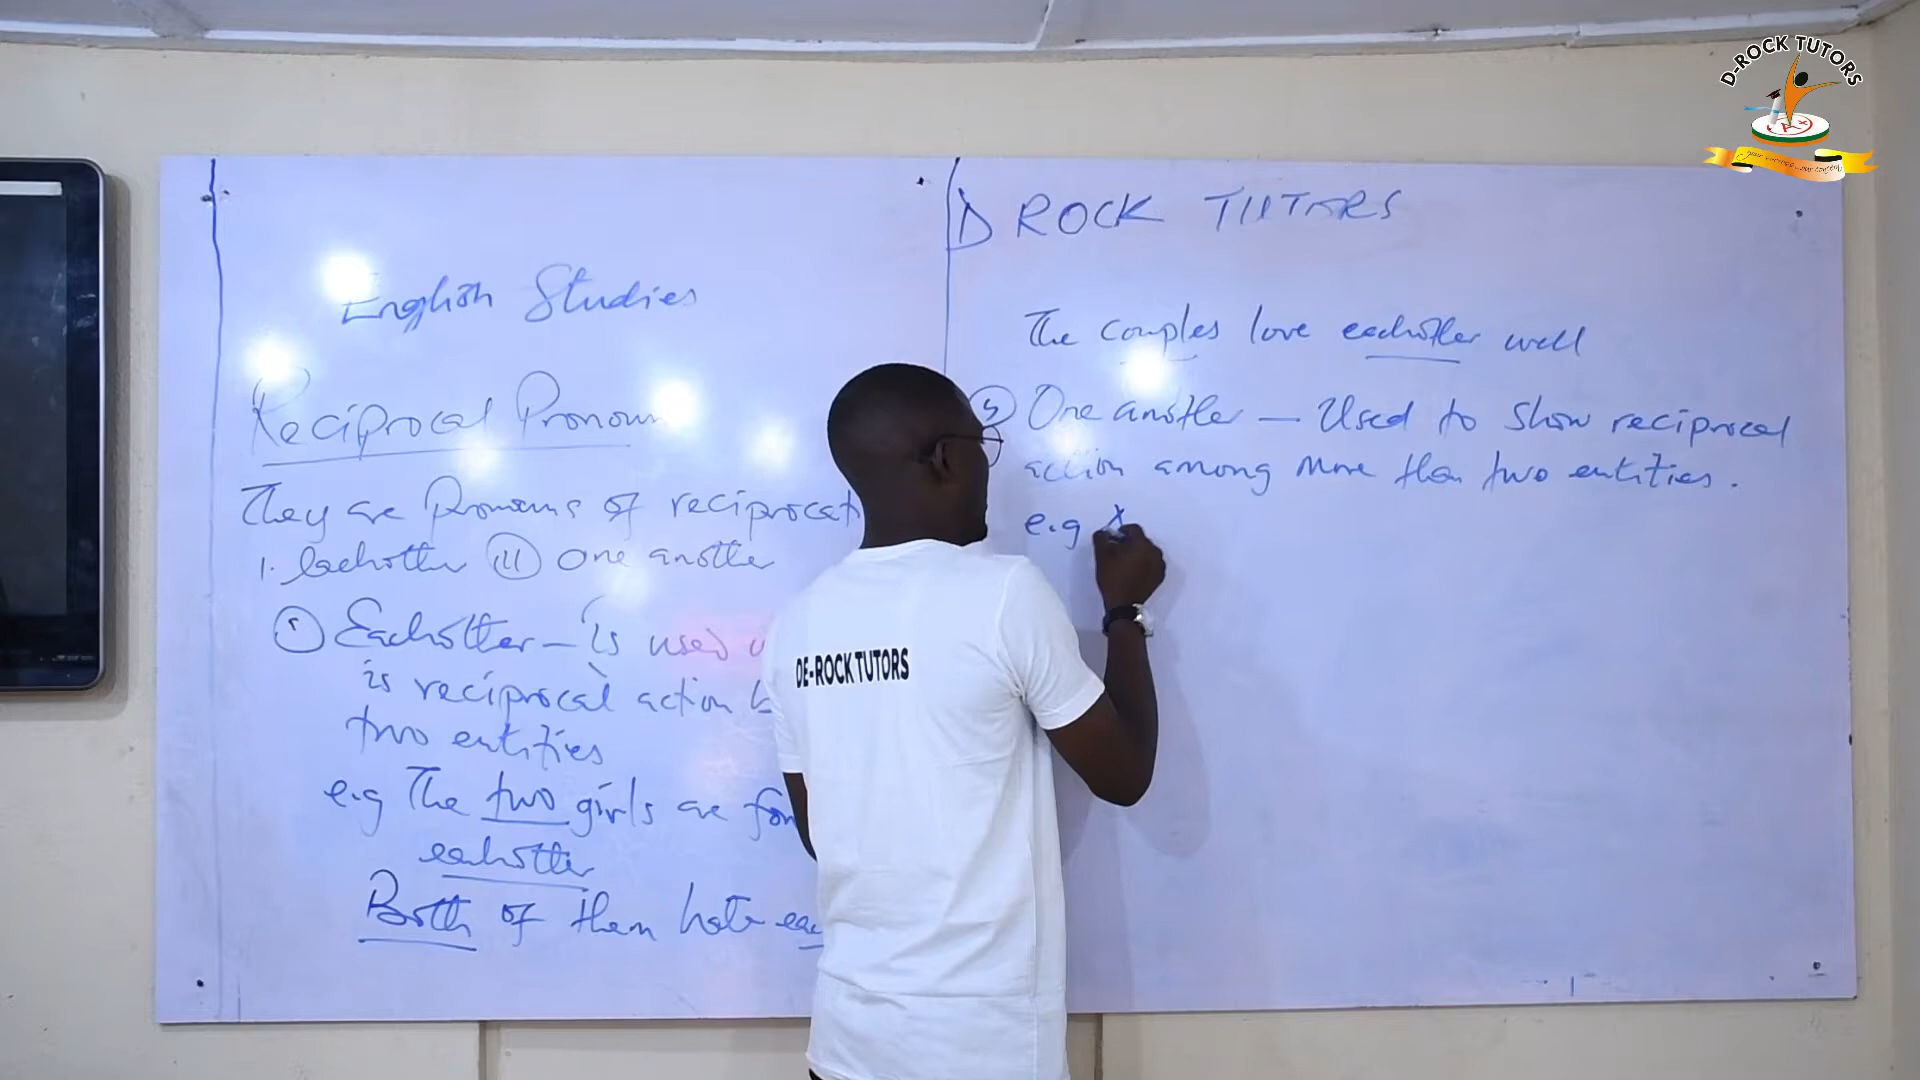 English Studies
Reciprocal Pronoun
They are Pronouns of reciprocat
1. Eachother (ii) One another
Eachother – is used
is reciprocal action
two entities
e.g The two girls are fon
eachother
Both of them hate eac
D ROCK TUTORS
The couples love eachother well
One another – Used to show reciprocal
action among more than two entities.
e.g
DE-ROCK TUTORS
D-ROCK TUTORS
A+